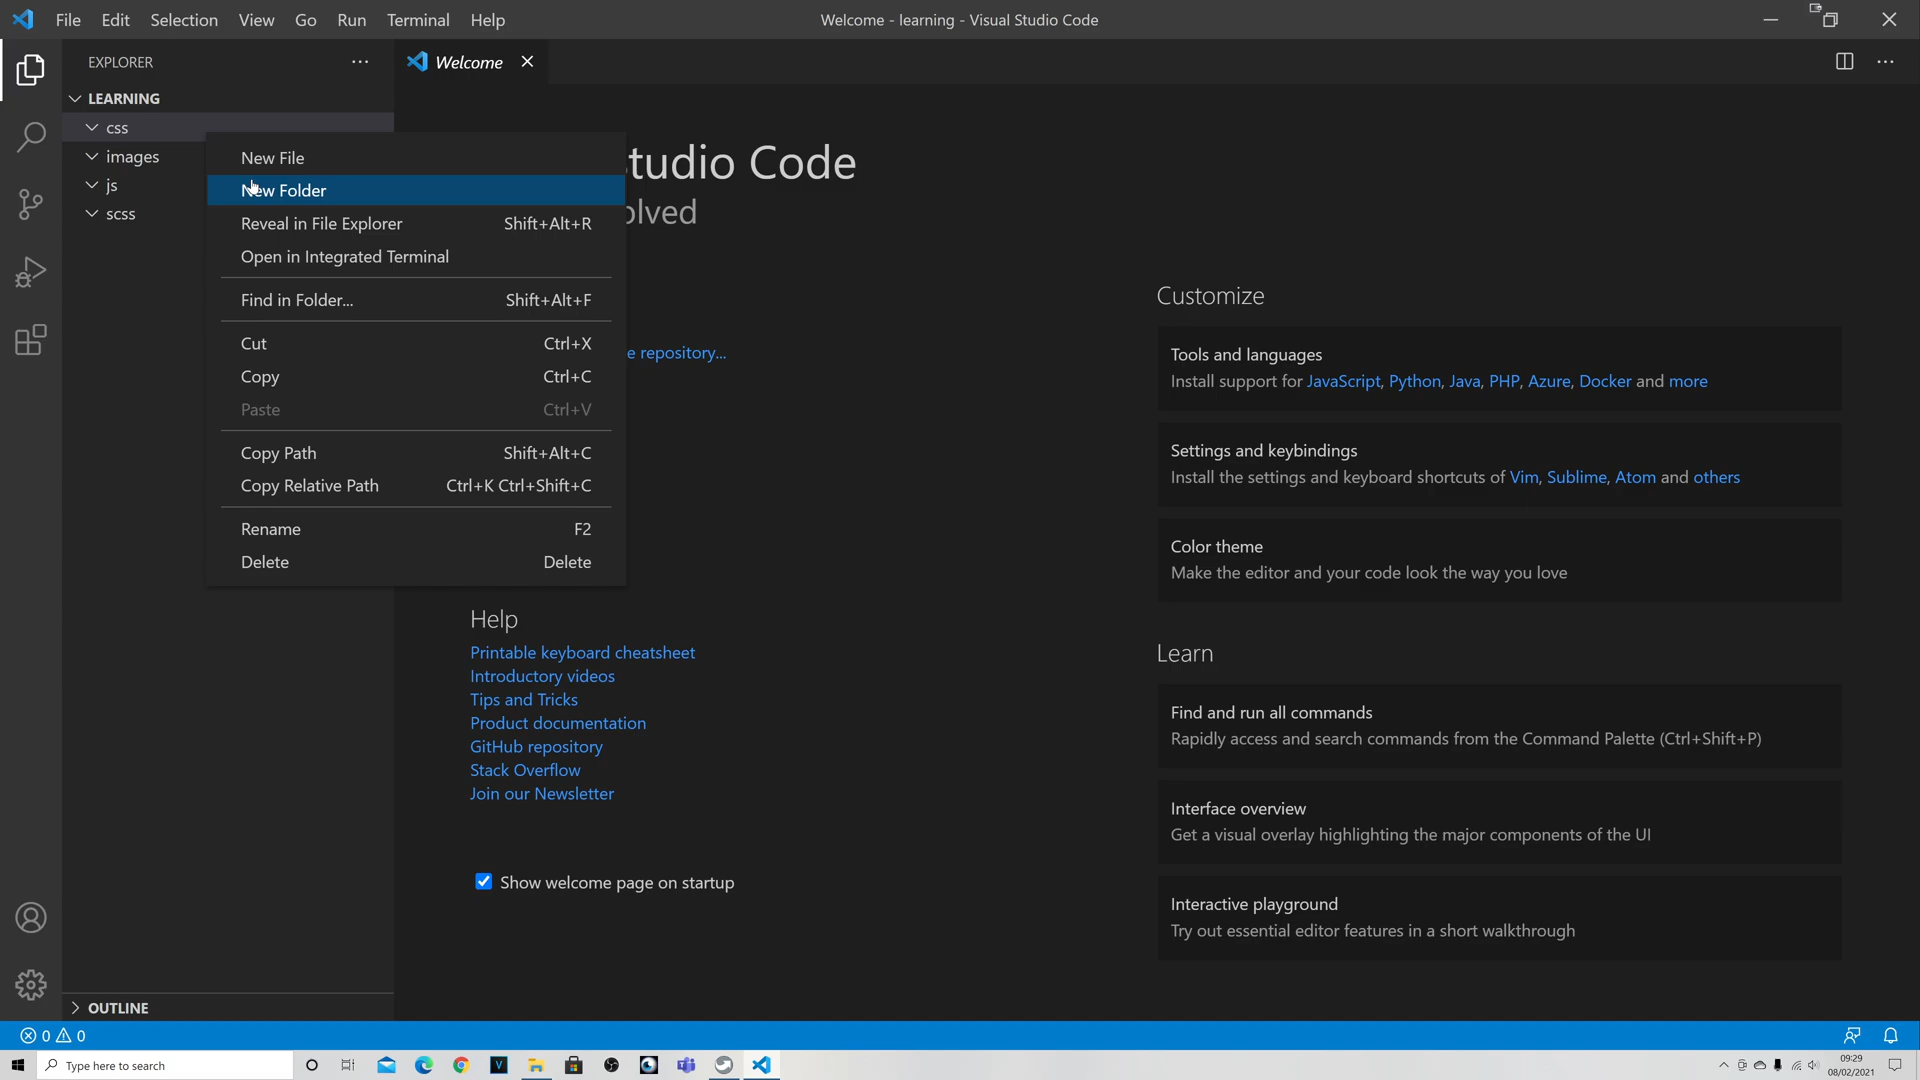 File Edit Selection View Go Run Terminal Help
Welcome - learning - Visual Studio Code
EXPLORER
Welcome
LEARNING
css
images
js
scss
New File
New Folder
Reveal in File Explorer Shift+Alt+R
Open in Integrated Terminal
Find in Folder... Shift+Alt+F
Cut Ctrl+X
Copy Ctrl+C
Paste Ctrl+V
Copy Path Shift+Alt+C
Copy Relative Path Ctrl+K Ctrl+Shift+C
Rename F2
Delete Delete
tudio Code
olved
e repository...
Help
Printable keyboard cheatsheet
Introductory videos
Tips and Tricks
Product documentation
GitHub repository
Stack Overflow
Join our Newsletter
Show welcome page on startup
Customize
Tools and languages
Install support for JavaScript, Python, Java, PHP, Azure, Docker and more
Settings and keybindings
Install the settings and keyboard shortcuts of Vim, Sublime, Atom and others
Color theme
Make the editor and your code look the way you love
Learn
Find and run all commands
Rapidly access and search commands from the Command Palette (Ctrl+Shift+P)
Interface overview
Get a visual overlay highlighting the major components of the UI
Interactive playground
Try out essential editor features in a short walkthrough
OUTLINE
0 0
Type here to search
09:29
08/02/2021